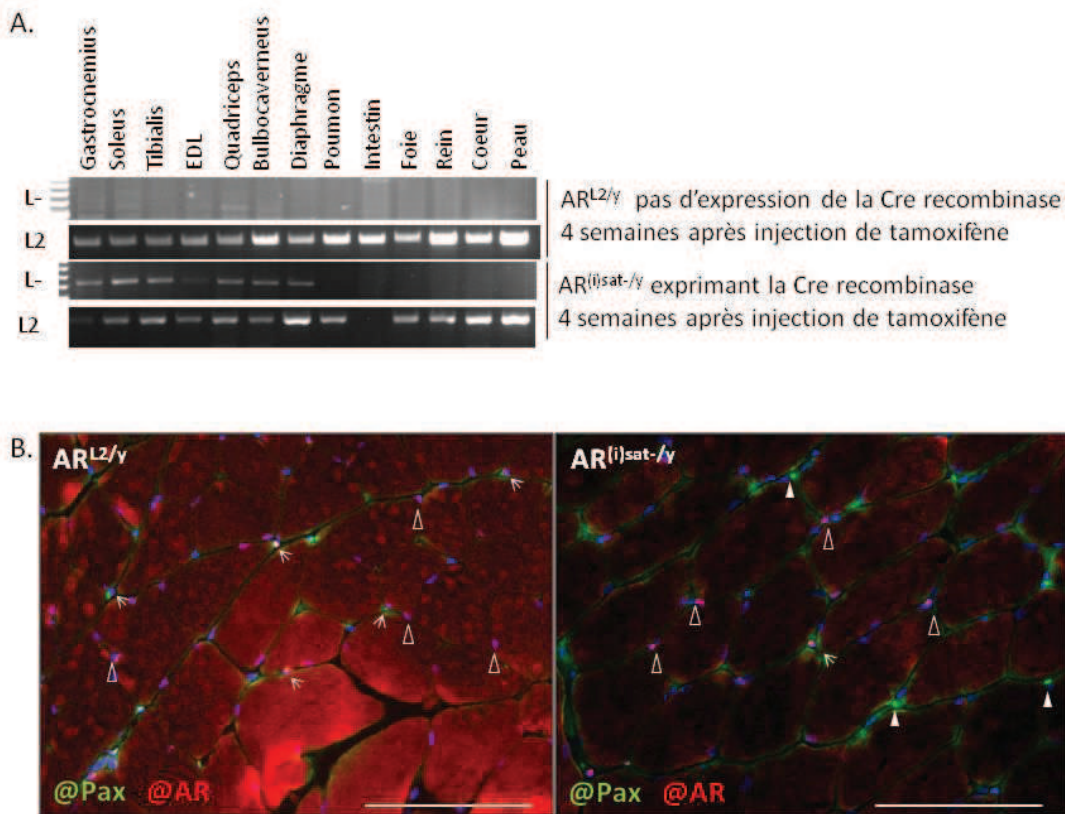 A.
Gastrocnemius
Soleus
Tibialis
EDL
Quadriceps
Bulbocaverneus
Diaphragme
Poumon
Intestin
Foie
Rein
Coeur
Peau
L-
L2
L-
L2
AR^L2/y pas d'expression de la Cre recombinase
4 semaines après injection de tamoxifène
AR^(i)sat-/y exprimant la Cre recombinase
4 semaines après injection de tamoxifène
B.
AR^L2/y
@Pax @AR
AR^(i)sat-/y
@Pax @AR